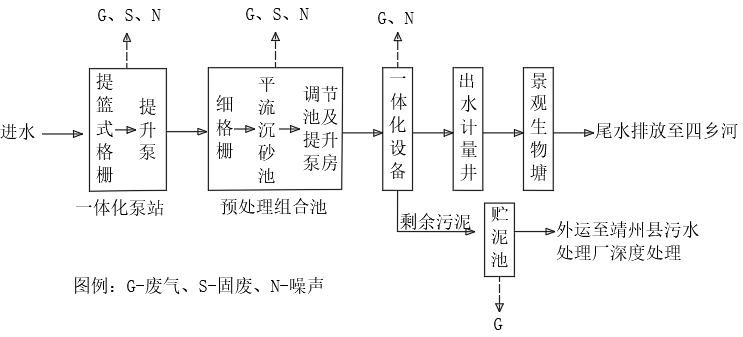 G、S、N
G、S、N
G、N
进水
提篮式格栅
提升泵
细格栅
平流沉砂池
调节池及提升泵房
一体化设备
出水计量井
景观生物塘
尾水排放至四乡河
一体化泵站
预处理组合池
剩余污泥
贮泥池
外运至靖州县污水
处理厂深度处理
图例：G-废气、S-固废、N-噪声
G